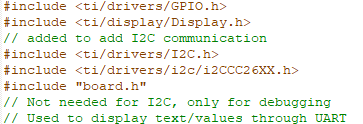 #include <ti/drivers/GPIO.h>
#include <ti/display/Display.h>
// added to add I2C communication
#include <ti/drivers/I2C.h>
#include <ti/drivers/i2c/i2CCC26XX.h>
#include "board.h"
// Not needed for I2C, only for debugging
// Used to display text/values through UART